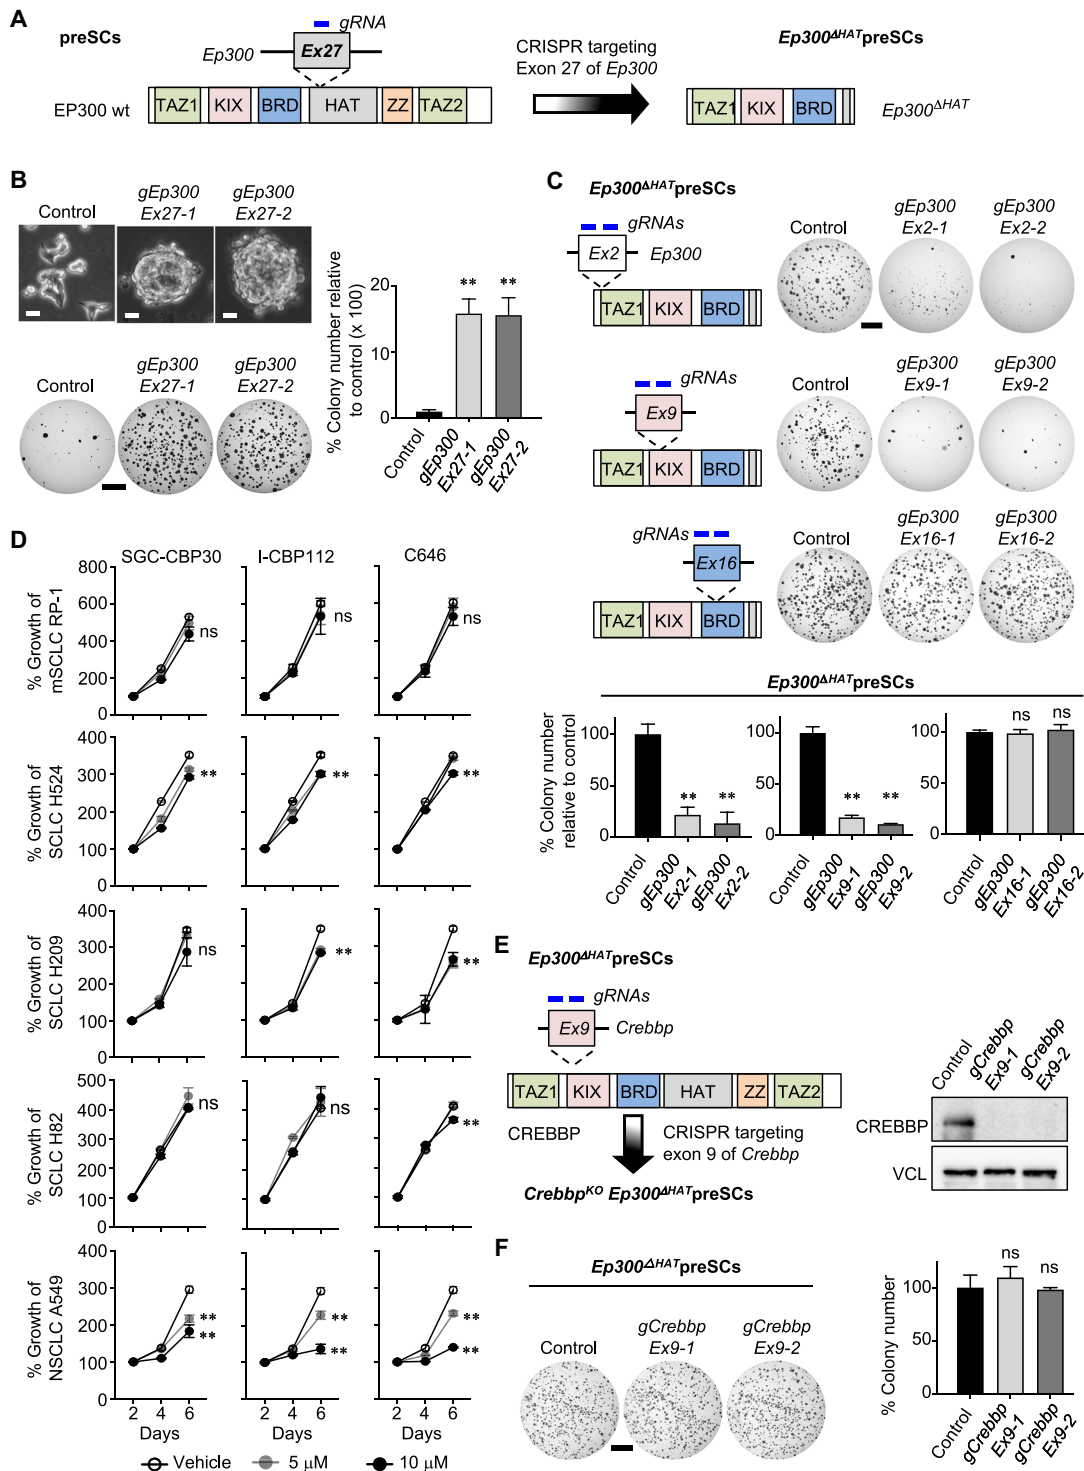 A
preSCs
gRNA
Ep300
Ex27
EP300 wt
TAZ1 KIX BRD HAT ZZ TAZ2
CRISPR targeting
Exon 27 of Ep300
Ep300ΔHATpreSCs
TAZ1 KIX BRD
Ep300ΔHAT
B
Control
gEp300
Ex27-1
gEp300
Ex27-2
Control
gEp300
Ex27-1
gEp300
Ex27-2
% Colony number relative
to control (x 100)
20
10
0
** **
Control
gEp300
Ex27-1
gEp300
Ex27-2
C
Ep300ΔHATpreSCs
gRNAs
Ex2
Ep300
TAZ1 KIX BRD
Control
gEp300
Ex2-1
gEp300
Ex2-2
gRNAs
Ex9
TAZ1 KIX BRD
Control
gEp300
Ex9-1
gEp300
Ex9-2
gRNAs
Ex16
TAZ1 KIX BRD
Control
gEp300
Ex16-1
gEp300
Ex16-2
Ep300ΔHATpreSCs
% Colony number
relative to control
100
50
0
** **
Control
gEp300
Ex2-1
gEp300
Ex2-2
100
50
0
** **
Control
gEp300
Ex9-1
gEp300
Ex9-2
100
50
0
ns ns
Control
gEp300
Ex16-1
gEp300
Ex16-2
D
SGC-CBP30 I-CBP112 C646
% Growth of
mSCLC RP-1
800
600
400
200
0
ns ns
% Growth of
SCLC H524
400
300
200
100
0
** ** **
% Growth of
SCLC H209
400
300
200
100
0
ns ** **
% Growth of
SCLC H82
500
400
300
200
100
0
ns ns **
% Growth of
NSCLC A549
400
300
200
100
0
** ** **
** ** **
2 4 6 2 4 6 2 4 6
Days Days Days
Vehicle 5 μM 10 μM
E
Ep300ΔHATpreSCs
gRNAs
Ex9
Crebbp
TAZ1 KIX BRD HAT ZZ TAZ2
CREBBP
CRISPR targeting
exon 9 of Crebbp
CrebbpKO Ep300ΔHATpreSCs
Control
gCrebbp
Ex9-1
gCrebbp
Ex9-2
CREBBP
VCL
F
Ep300ΔHATpreSCs
Control
gCrebbp
Ex9-1
gCrebbp
Ex9-2
% Colony number
100
50
0
ns ns
Control
gCrebbp
Ex9-1
gCrebbp
Ex9-2